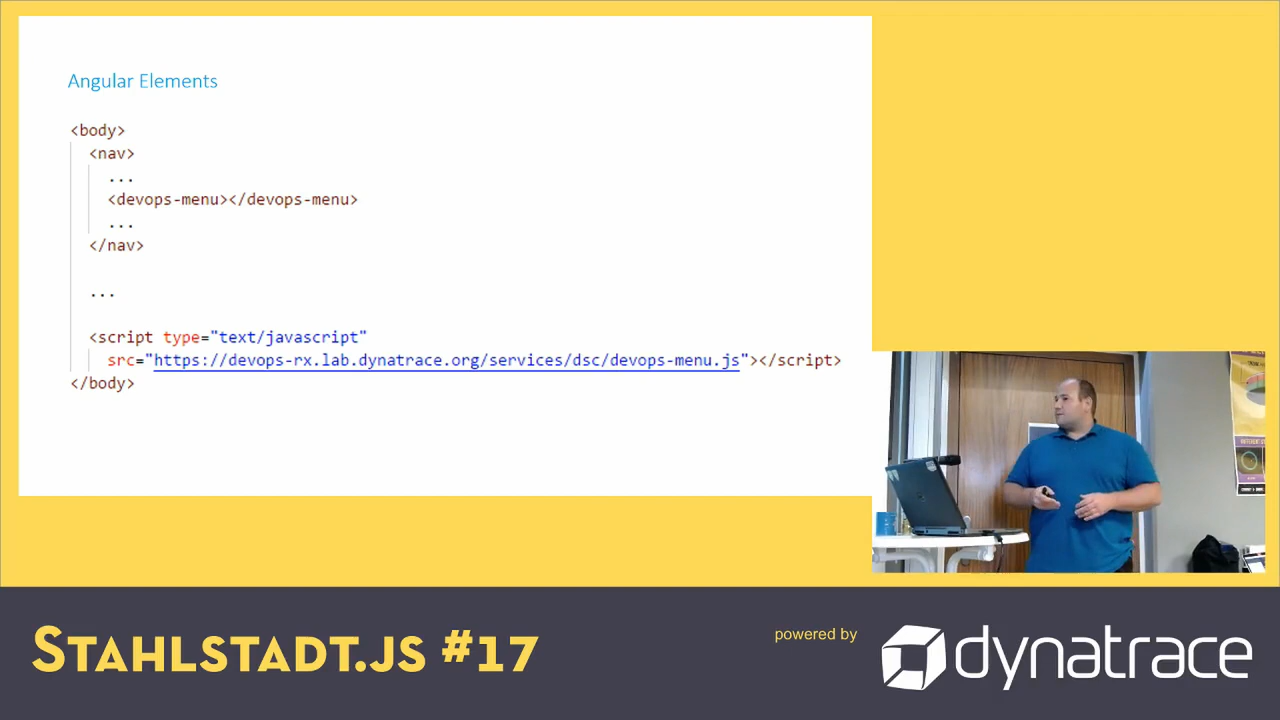 Angular Elements
<body>
<nav>
...
<devops-menu></devops-menu>
...
</nav>
...
<script type="text/javascript"
src="https://devops-rx.lab.dynatrace.org/services/dsc/devops-menu.js"></script>
</body>
STAHLSTADT.JS #17
powered by
dynatrace